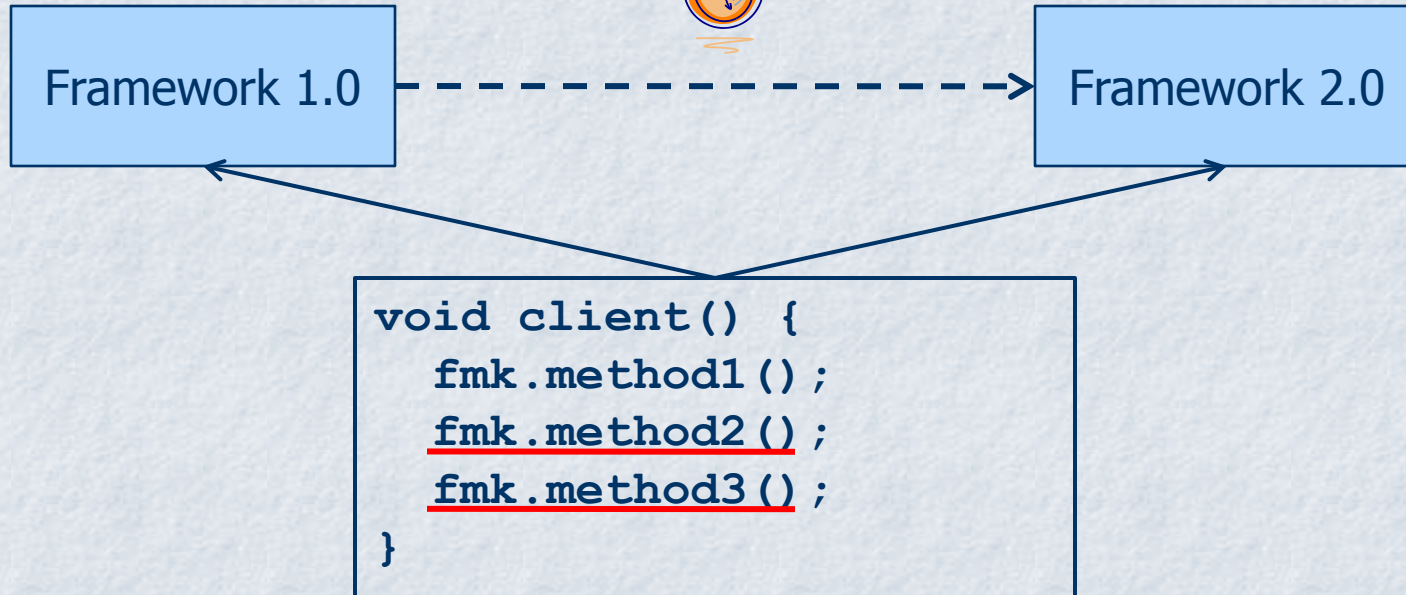 Framework 1.0
Framework 2.0
void client() {
  fmk.method1();
  fmk.method2();
  fmk.method3();
}